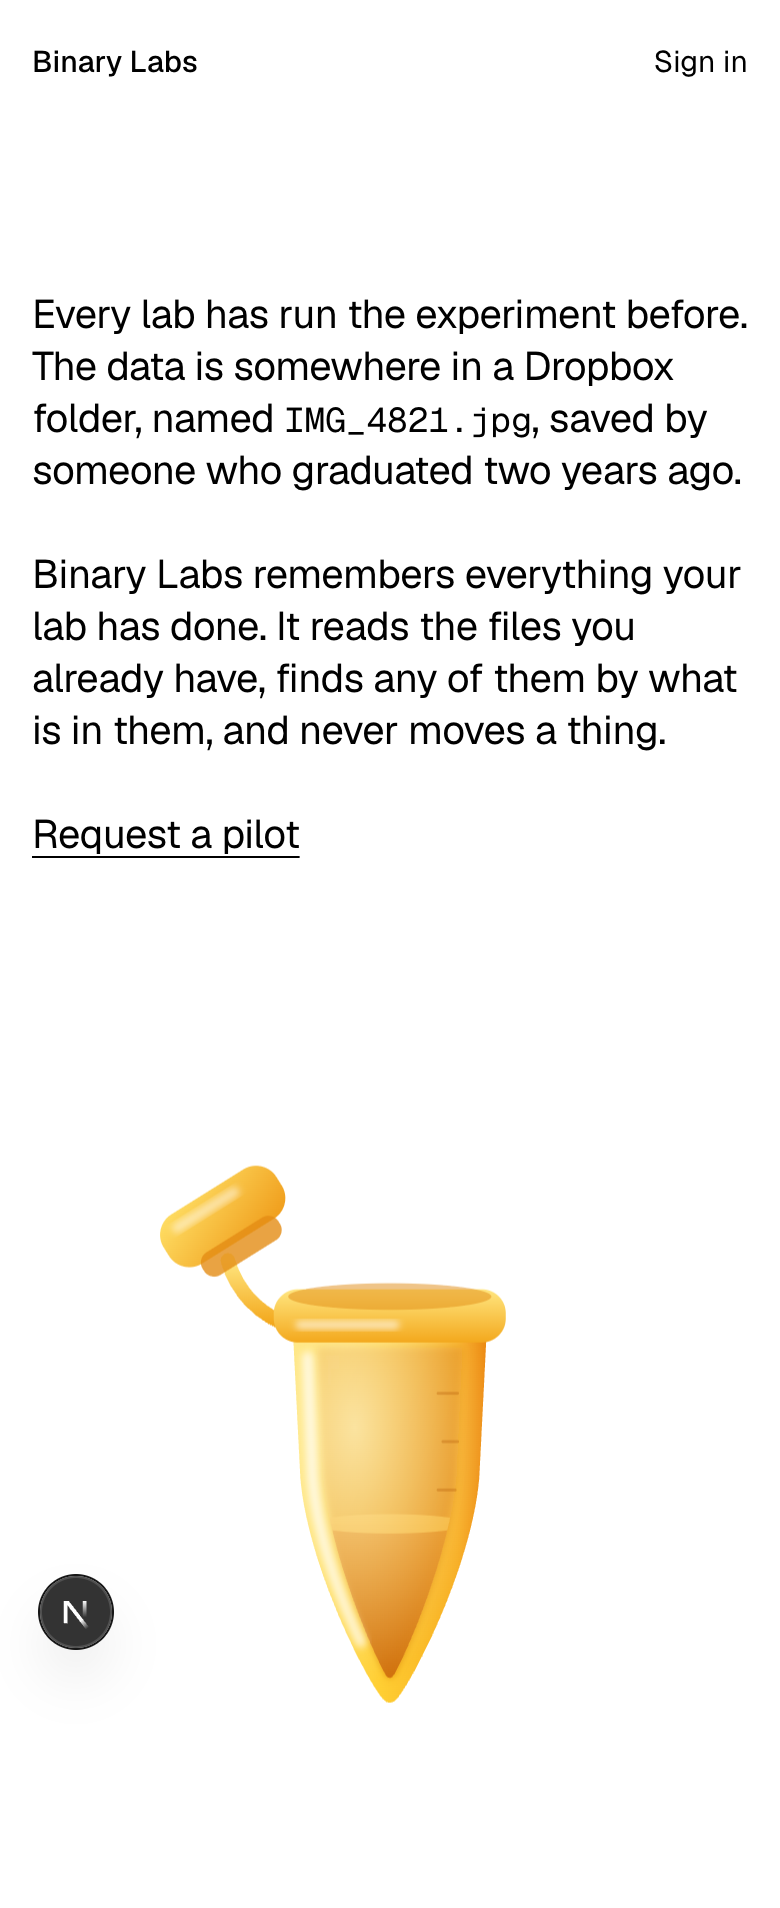 Binary Labs
Sign in
Every lab has run the experiment before.
The data is somewhere in a Dropbox
folder, named IMG_4821.jpg, saved by
someone who graduated two years ago.
Binary Labs remembers everything your
lab has done. It reads the files you
already have, finds any of them by what
is in them, and never moves a thing.
Request a pilot
N